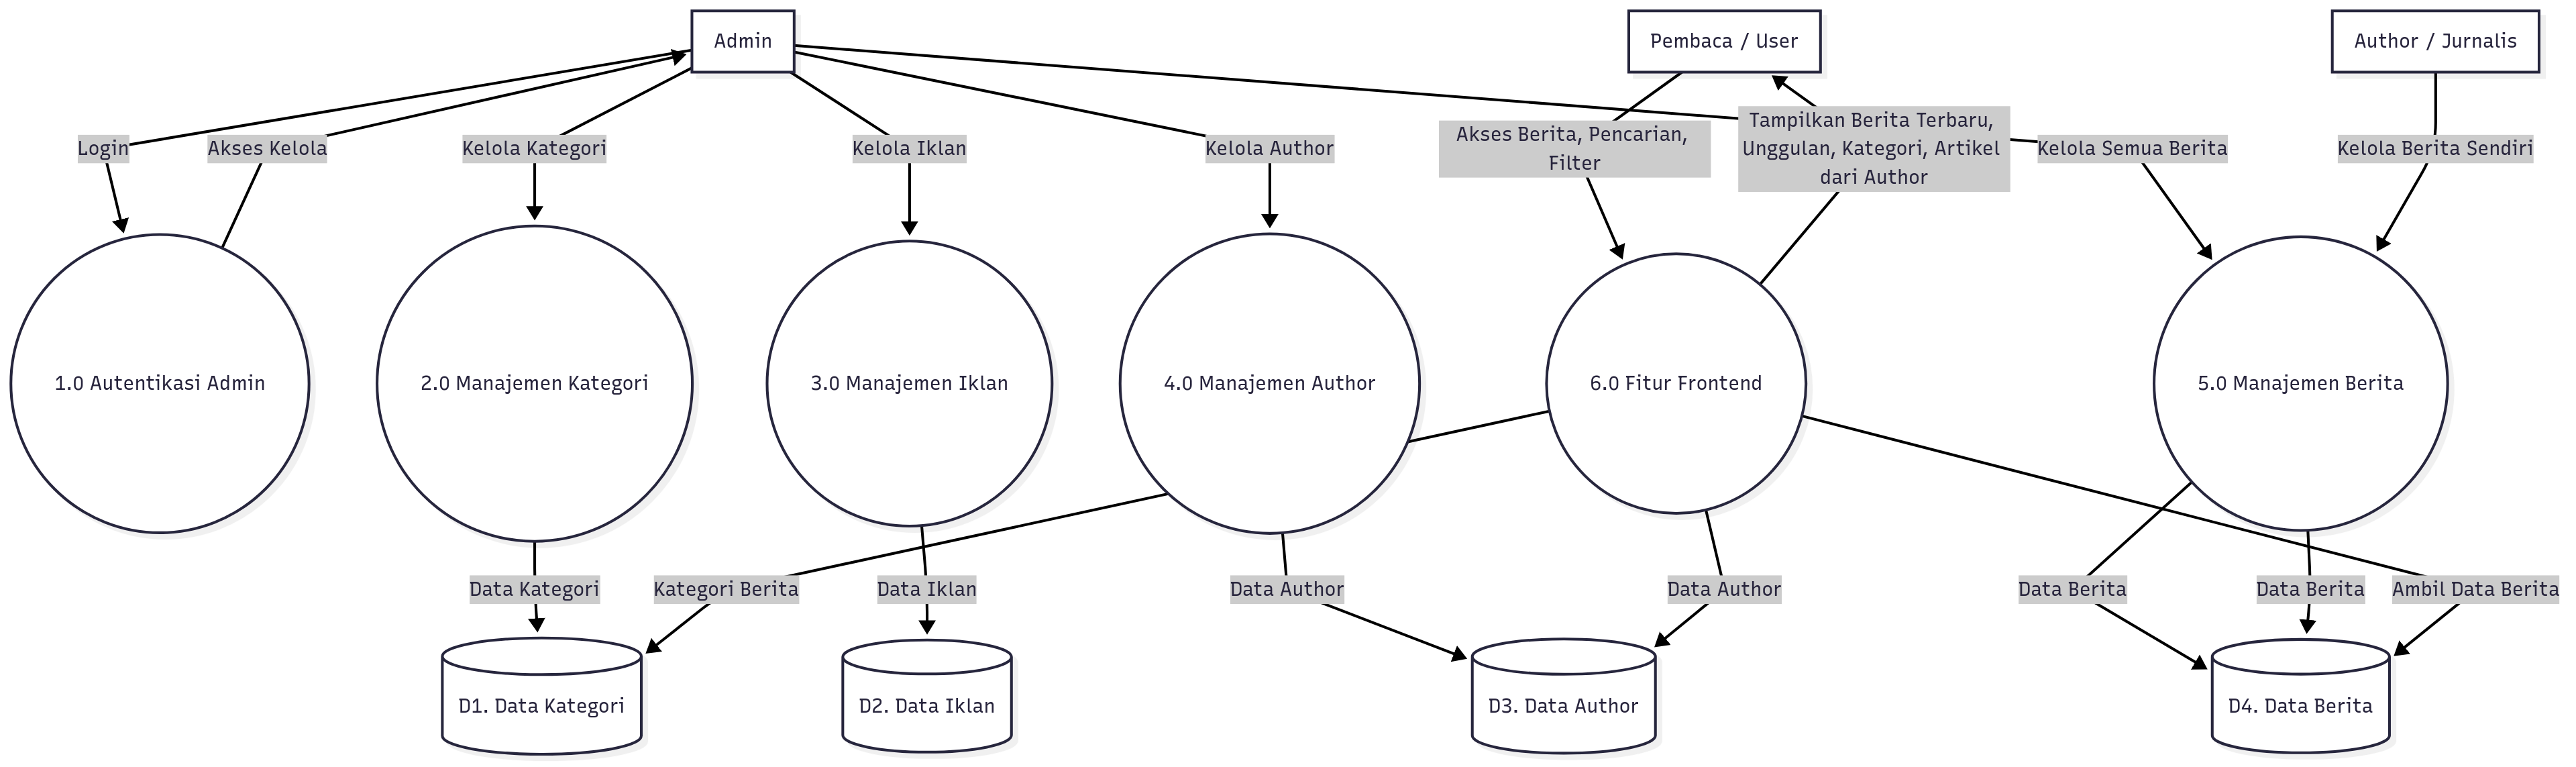 Admin
Pembaca / User
Author / Jurnalis
Login
Akses Kelola
Kelola Kategori
Kelola Iklan
Kelola Author
Akses Berita, Pencarian,
Filter
Tampilkan Berita Terbaru,
Unggulan, Kategori, Artikel
dari Author
Kelola Semua Berita
Kelola Berita Sendiri
1.0 Autentikasi Admin
2.0 Manajemen Kategori
3.0 Manajemen Iklan
4.0 Manajemen Author
6.0 Fitur Frontend
5.0 Manajemen Berita
Data Kategori
Kategori Berita
Data Iklan
Data Author
Data Author
Data Berita
Data Berita
Ambil Data Berita
D1. Data Kategori
D2. Data Iklan
D3. Data Author
D4. Data Berita